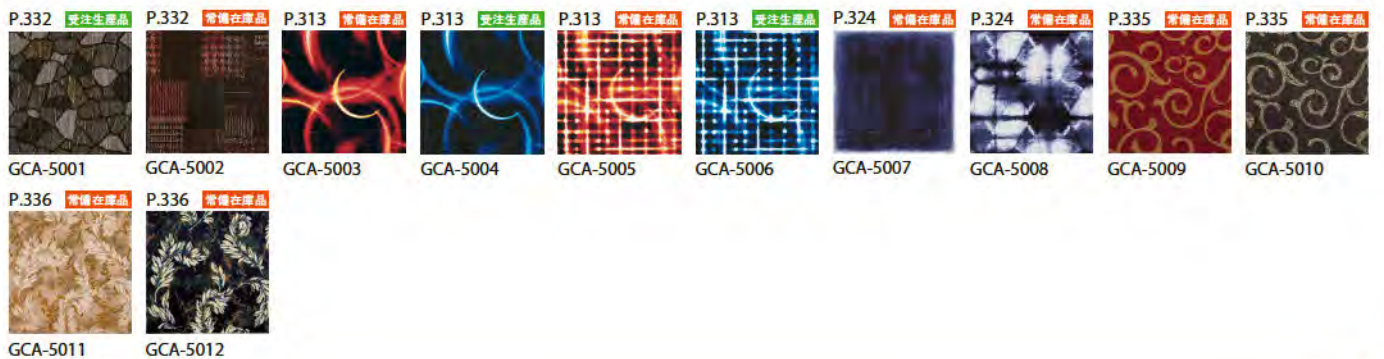 P.332 受注生産品 P.332 常備在庫品 P.313 常備在庫品 P.313 受注生産品 P.313 常備在庫品 P.313 受注生産品 P.324 常備在庫品 P.324 常備在庫品 P.335 常備在庫品 P.335 常備在庫品
GCA-5001 GCA-5002 GCA-5003 GCA-5004 GCA-5005 GCA-5006 GCA-5007 GCA-5008 GCA-5009 GCA-5010
P.336 常備在庫品 P.336 常備在庫品
GCA-5011 GCA-5012